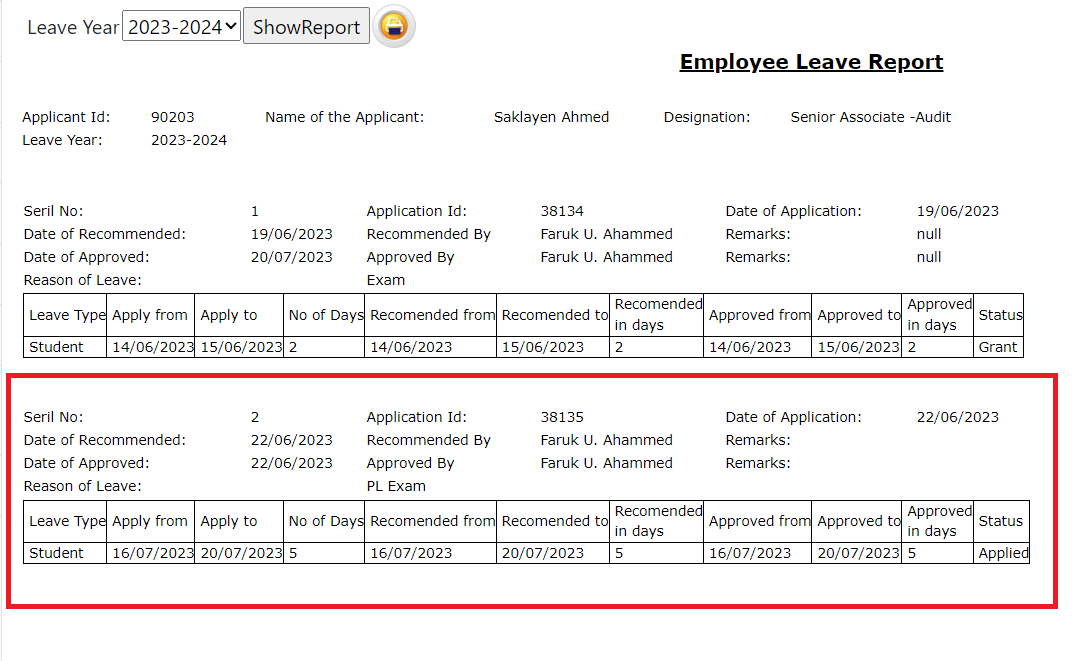 Leave Year 2023-2024 ShowReport
Employee Leave Report
Applicant Id: 90203 Name of the Applicant: Saklayen Ahmed Designation: Senior Associate -Audit
Leave Year: 2023-2024
Seril No: 1 Application Id: 38134 Date of Application: 19/06/2023
Date of Recommended: 19/06/2023 Recommended By Faruk U. Ahammed Remarks: null
Date of Approved: 20/07/2023 Approved By Faruk U. Ahammed Remarks: null
Reason of Leave: Exam
Leave Type Apply from Apply to No of Days Recomended from Recomended to Recomended in days Approved from Approved to Approved in days Status
Student 14/06/2023 15/06/2023 2 14/06/2023 15/06/2023 2 14/06/2023 15/06/2023 2 Grant
Seril No: 2 Application Id: 38135 Date of Application: 22/06/2023
Date of Recommended: 22/06/2023 Recommended By Faruk U. Ahammed Remarks:
Date of Approved: 22/06/2023 Approved By Faruk U. Ahammed Remarks:
Reason of Leave: PL Exam
Leave Type Apply from Apply to No of Days Recomended from Recomended to Recomended in days Approved from Approved to Approved in days Status
Student 16/07/2023 20/07/2023 5 16/07/2023 20/07/2023 5 16/07/2023 20/07/2023 5 Applied